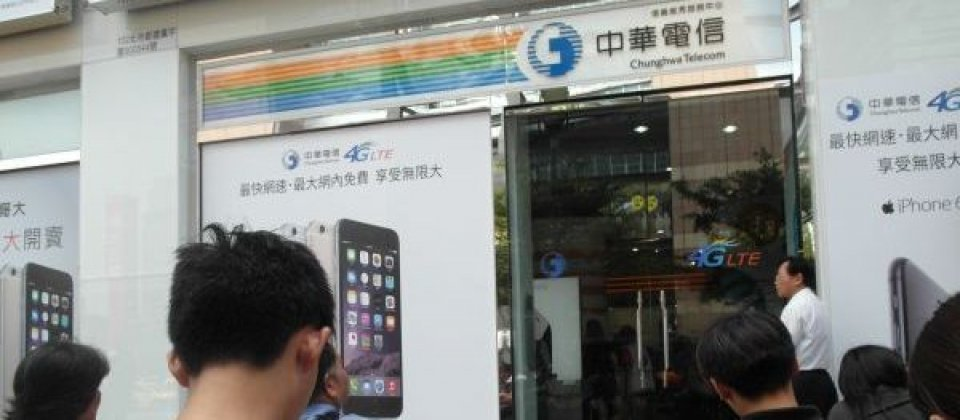 中華電信
Chunghwa Telecom
中華電信 4G LTE
最快網速·最大網內免費 享受無限大
大開賣
4G LTE
中華電信 4G
最快網速·最大網
享受無限大
iPhone 6